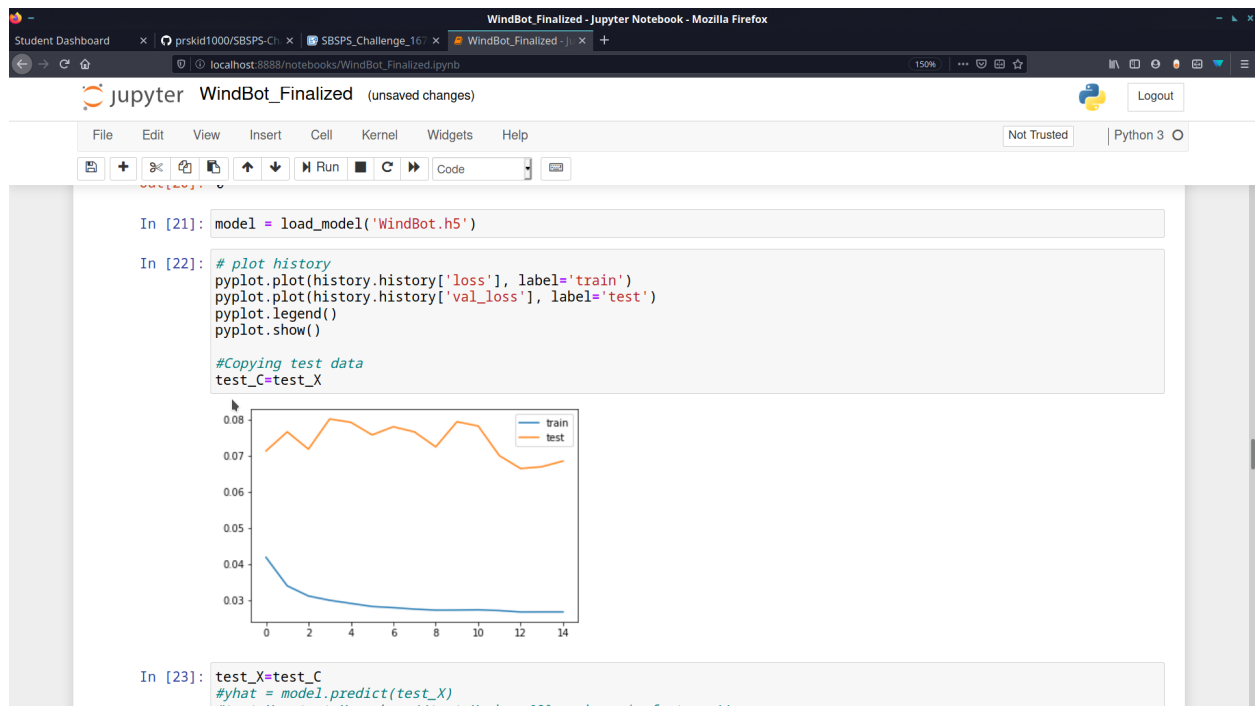 WindBot_Finalized - Jupyter Notebook - Mozilla Firefox
Student Dashboard
prskid1000/SBSPS-Ch
SBSPS_Challenge_167
WindBot_Finalized - J
localhost:8888/notebooks/WindBot_Finalized.ipynb
150%
jupyter WindBot_Finalized (unsaved changes)
Logout
File Edit View Insert Cell Kernel Widgets Help
Not Trusted
Python 3
Run
Code
In [21]: model = load_model('WindBot.h5')
In [22]: # plot history
pyplot.plot(history.history['loss'], label='train')
pyplot.plot(history.history['val_loss'], label='test')
pyplot.legend()
pyplot.show()
#Copying test data
test_C=test_X
train
test
0.08
0.07
0.06
0.05
0.04
0.03
0 2 4 6 8 10 12 14
In [23]: test_X=test_C
#yhat = model.predict(test_X)